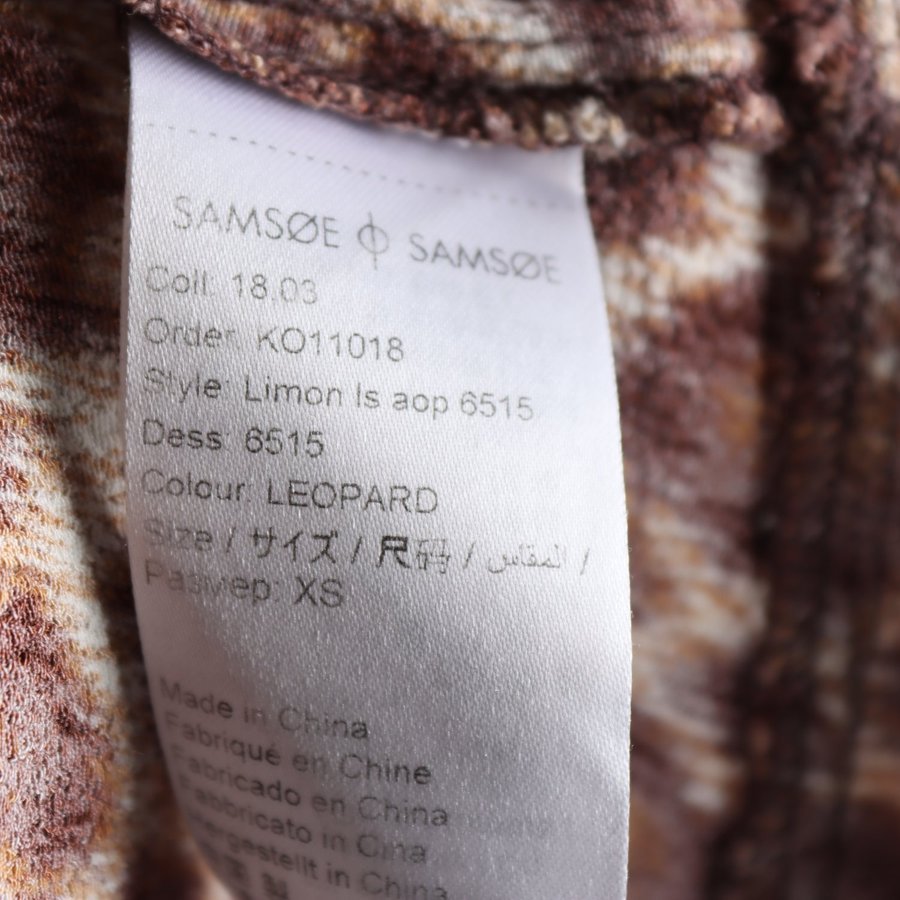 SAMSØE SAMSØE
Coll: 18.03
Order: KO11018
Style: Limon ls aop 6515
Dess: 6515
Colour: LEOPARD
Size / サイズ / 尺码 / المقاس /
Размер: XS
Made in China
Fabriqué en Chine
Fabricado en China
Fabbricato in Cina
Hergestellt in China